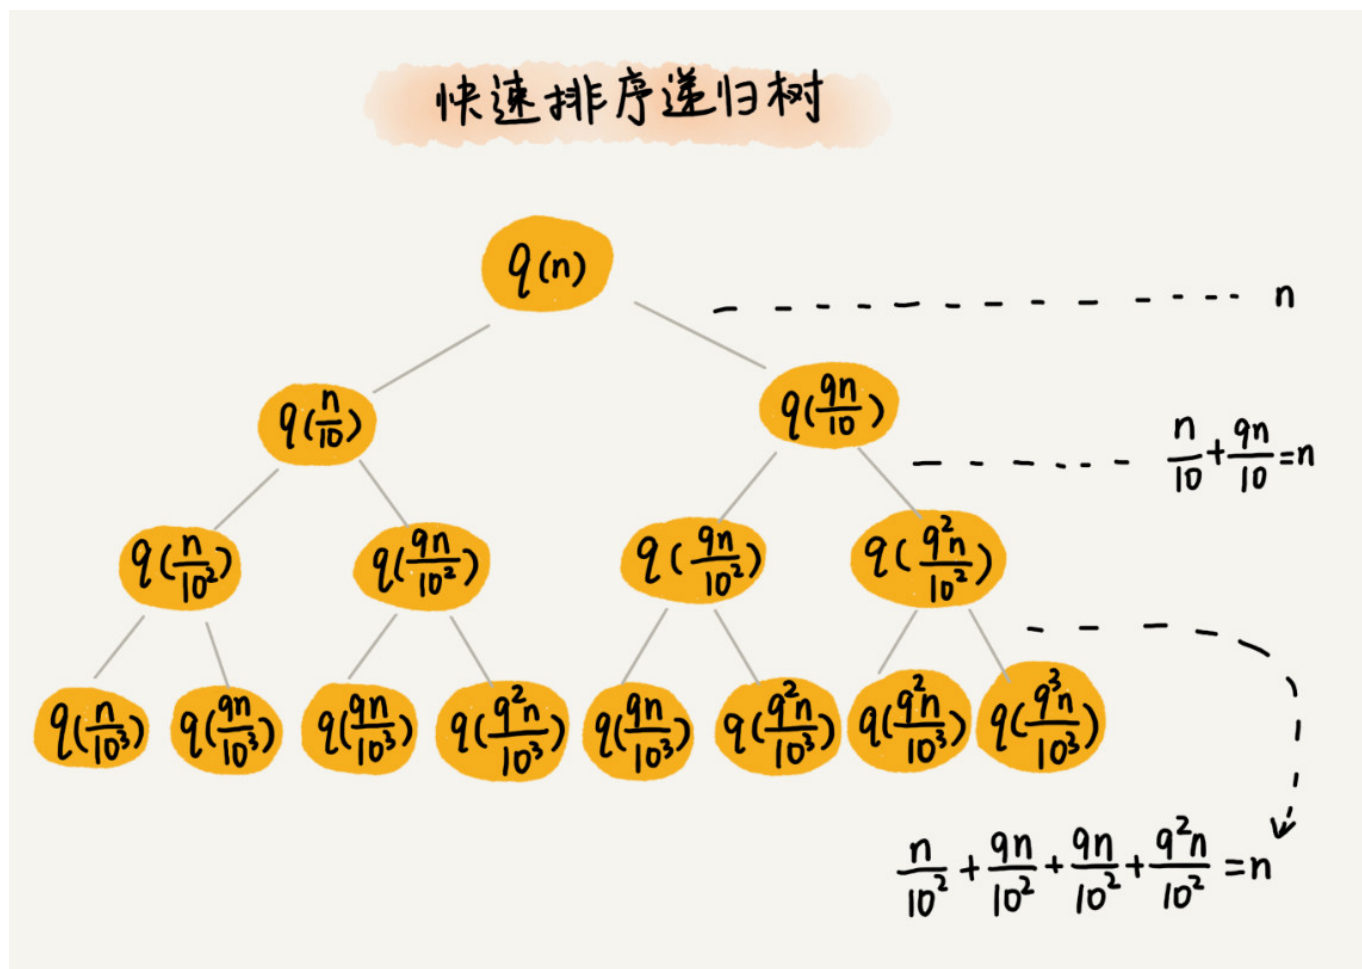 快速排序递归树
q(n)
n
q(n/10) q(9n/10)
n/10 + 9n/10 = n
q(n/10²) q(9n/10²) q(9n/10²) q(9²n/10²)
q(n/10³) q(9n/10³) q(9n/10³) q(9²n/10³) q(9n/10³) q(9²n/10³) q(9²n/10³) q(9³n/10³)
n/10² + 9n/10² + 9n/10² + 9²n/10² = n